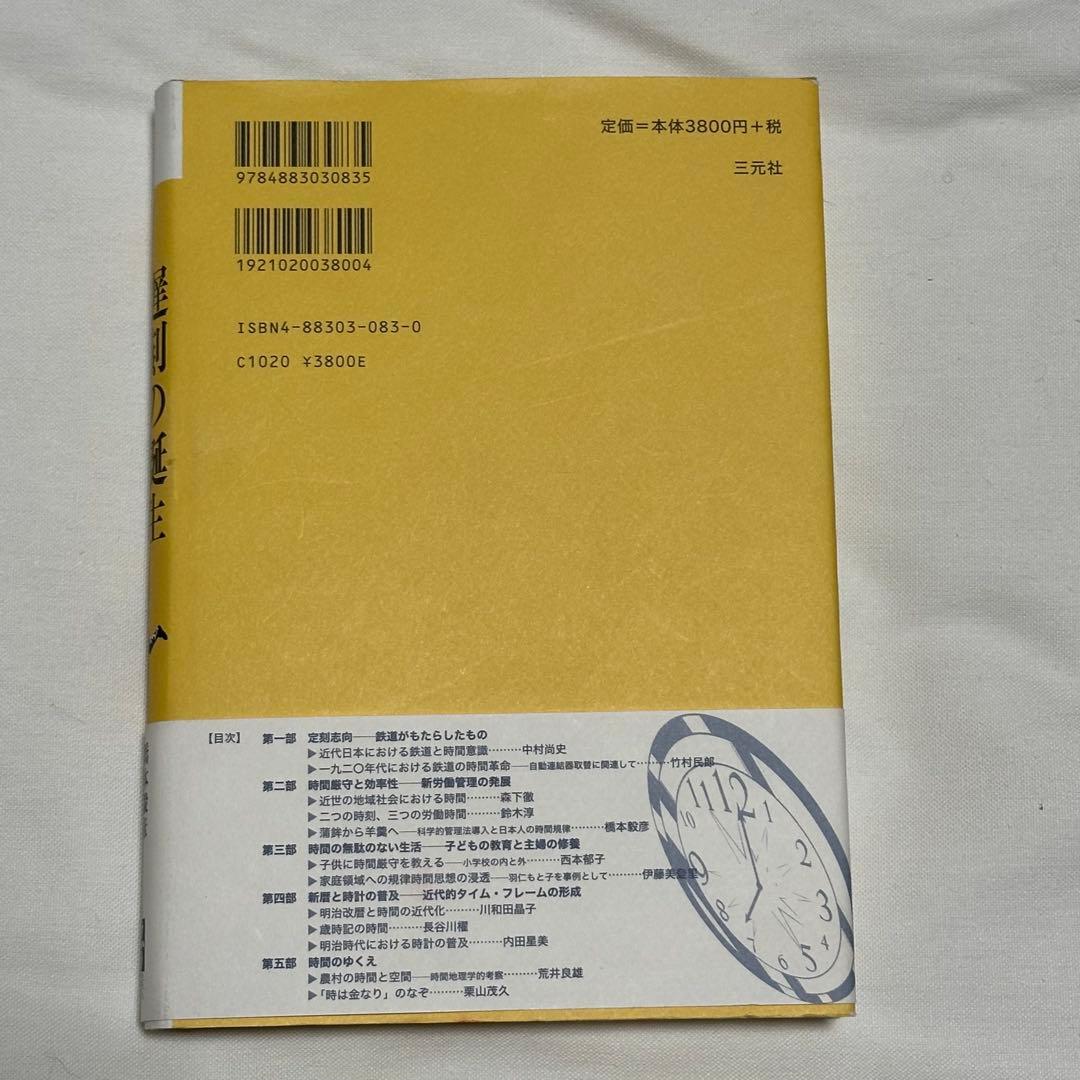 9784883030835
1921020038004
ISBN4-88303-083-0
C1020 ¥3800E
定価＝本体3800円＋税
三元社
遅刻の誕生
【目次】
第一部 定刻志向──鉄道がもたらしたもの
▶近代日本における鉄道と時間意識………中村尚史
▶一九二〇年代における鉄道の時間革命──自動連結器取替に関連して………竹村民郎
第二部 時間厳守と効率性──新労働管理の発展
▶近世の地域社会における時間………森下徹
▶二つの時刻、三つの労働時間………鈴木淳
▶蒲鉾から羊羹へ──科学的管理法導入と日本人の時間規律………橋本毅彦
第三部 時間の無駄のない生活──子どもの教育と主婦の修養
▶子供に時間厳守を教える──小学校の内と外………西本郁子
▶家庭領域への規律時間思想の浸透──羽仁もと子を事例として………伊藤美登里
第四部 新暦と時計の普及──近代的タイム・フレームの形成
▶明治改暦と時間の近代化………川和田晶子
▶歳時記の時間………長谷川櫂
▶明治時代における時計の普及………内田星美
第五部 時間のゆくえ
▶農村の時間と空間──時間地理学的考察………荒井良雄
▶「時は金なり」のなぞ………栗山茂久
11 12 1
2
3
4
5
6
8
9